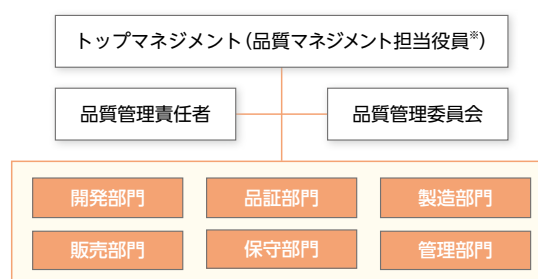 トップマネジメント(品質マネジメント担当役員※)
品質管理責任者
品質管理委員会
開発部門
品証部門
製造部門
販売部門
保守部門
管理部門